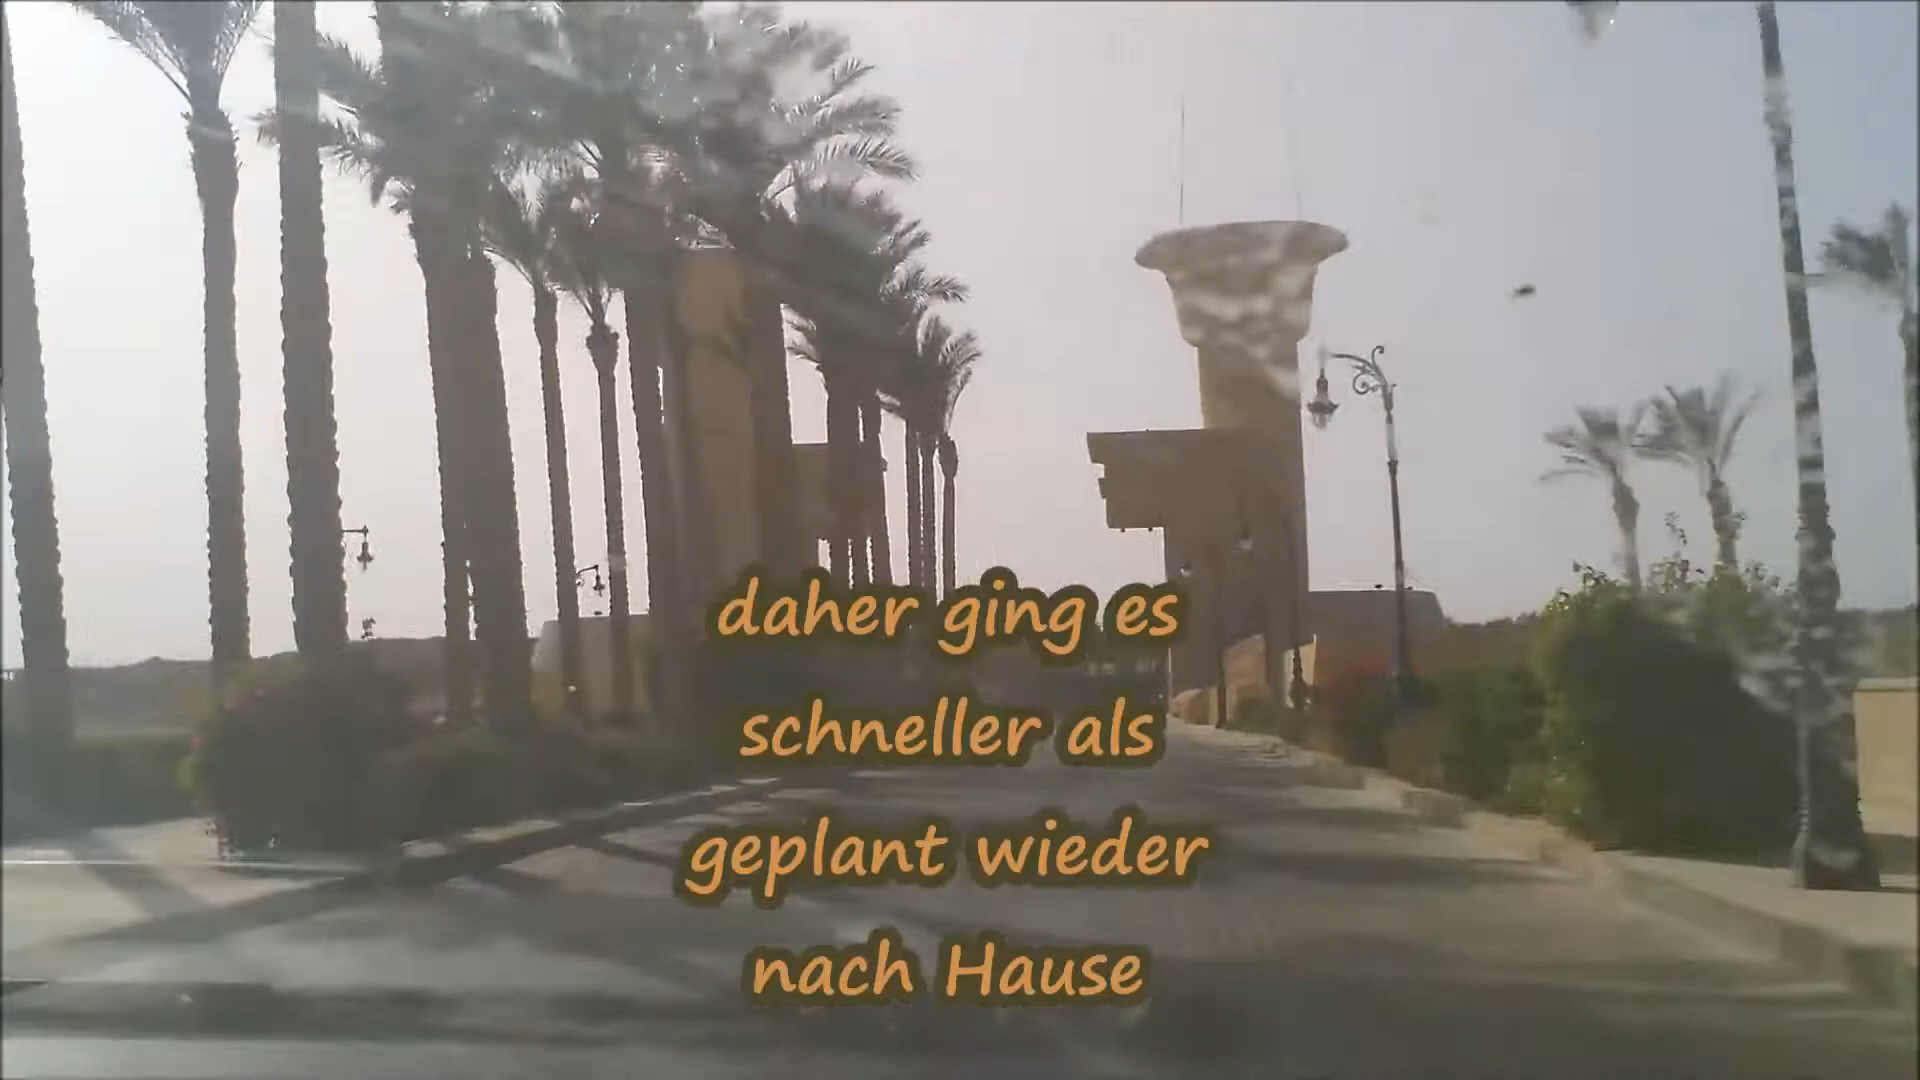 daher ging es
schneller als
geplant wieder
nach Hause